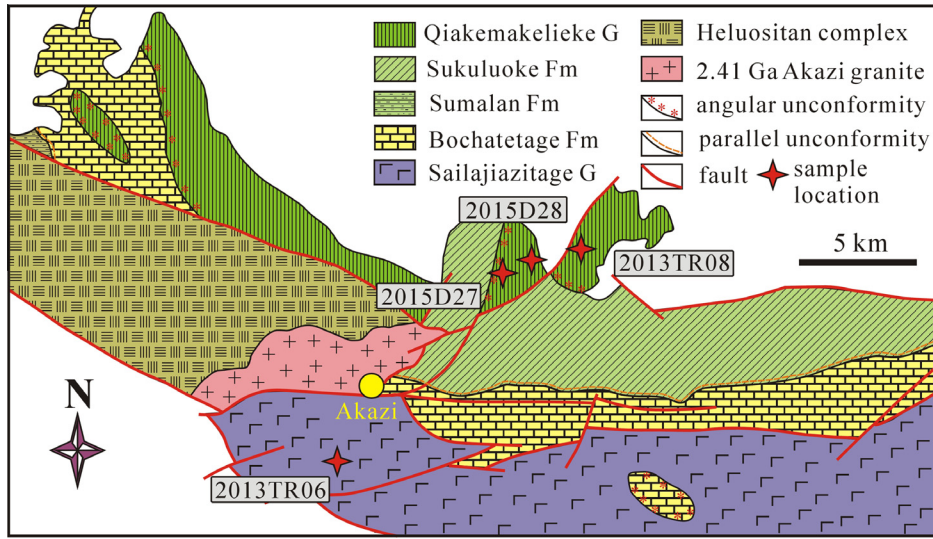 Qiakemakelieke G
Sukuluoke Fm
Sumalan Fm
Bochatetage Fm
Sailajiazitage G
Heluositan complex
2.41 Ga Akazi granite
angular unconformity
parallel unconformity
fault
sample
location
2015D28
5 km
2013TR08
2015D27
N
Akazi
2013TR06